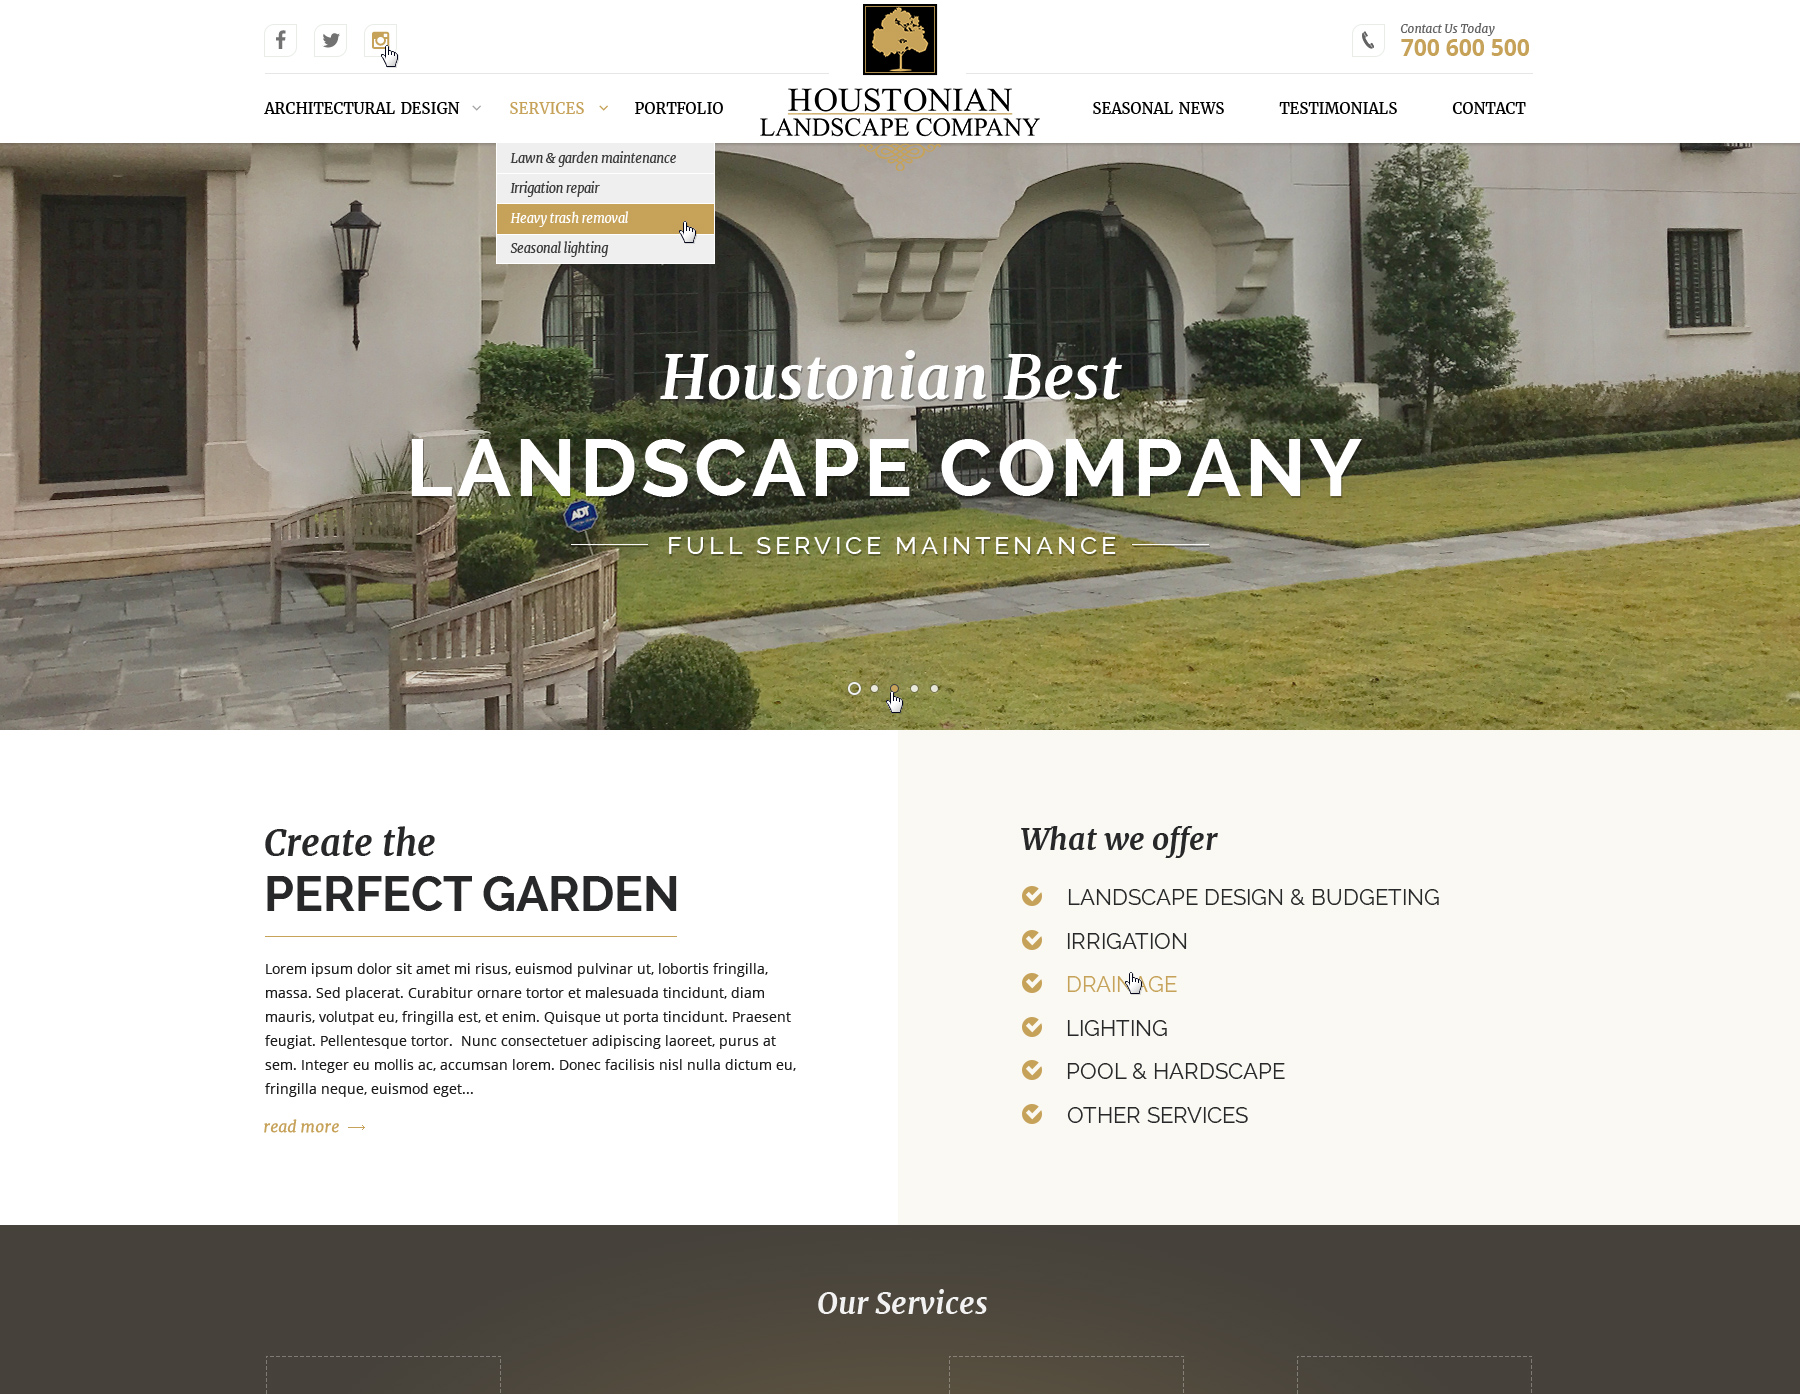 Contact Us Today
700 600 500
ARCHITECTURAL DESIGN
SERVICES
PORTFOLIO
HOUSTONIAN
LANDSCAPE COMPANY
SEASONAL NEWS
TESTIMONIALS
CONTACT
Lawn & garden maintenance
Irrigation repair
Heavy trash removal
Seasonal lighting
Houstonian Best
LANDSCAPE COMPANY
ADT
FULL SERVICE MAINTENANCE
Create the
PERFECT GARDEN
Lorem ipsum dolor sit amet mi risus, euismod pulvinar ut, lobortis fringilla,
massa. Sed placerat. Curabitur ornare tortor et malesuada tincidunt, diam
mauris, volutpat eu, fringilla est, et enim. Quisque ut porta tincidunt. Praesent
feugiat. Pellentesque tortor.  Nunc consectetuer adipiscing laoreet, purus at
sem. Integer eu mollis ac, accumsan lorem. Donec facilisis nisl nulla dictum eu,
fringilla neque, euismod eget...
read more
What we offer
LANDSCAPE DESIGN & BUDGETING
IRRIGATION
DRAINAGE
LIGHTING
POOL & HARDSCAPE
OTHER SERVICES
Our Services